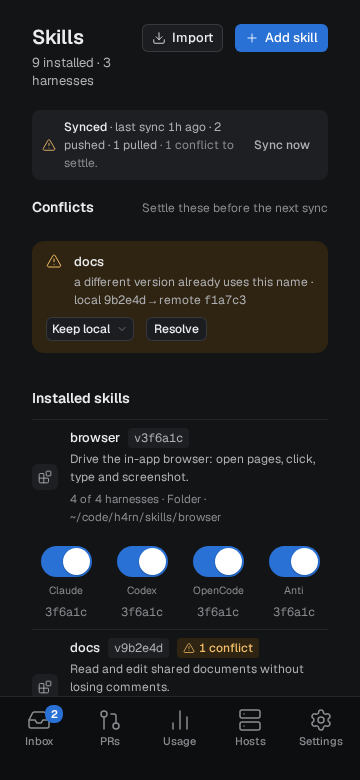 Skills
Import
Add skill
9 installed · 3
harnesses
Synced · last sync 1h ago · 2
pushed · 1 pulled · 1 conflict to
settle.
Sync now
Conflicts
Settle these before the next sync
docs
a different version already uses this name ·
local 9b2e4d → remote f1a7c3
Keep local
Resolve
Installed skills
browser v3f6a1c
Drive the in-app browser: open pages, click,
type and screenshot.
4 of 4 harnesses · Folder ·
~/code/h4rn/skills/browser
Claude Codex OpenCode Anti
3f6a1c 3f6a1c 3f6a1c 3f6a1c
docs v9b2e4d 1 conflict
Read and edit shared documents without
losing comments.
2
Inbox PRs Usage Hosts Settings